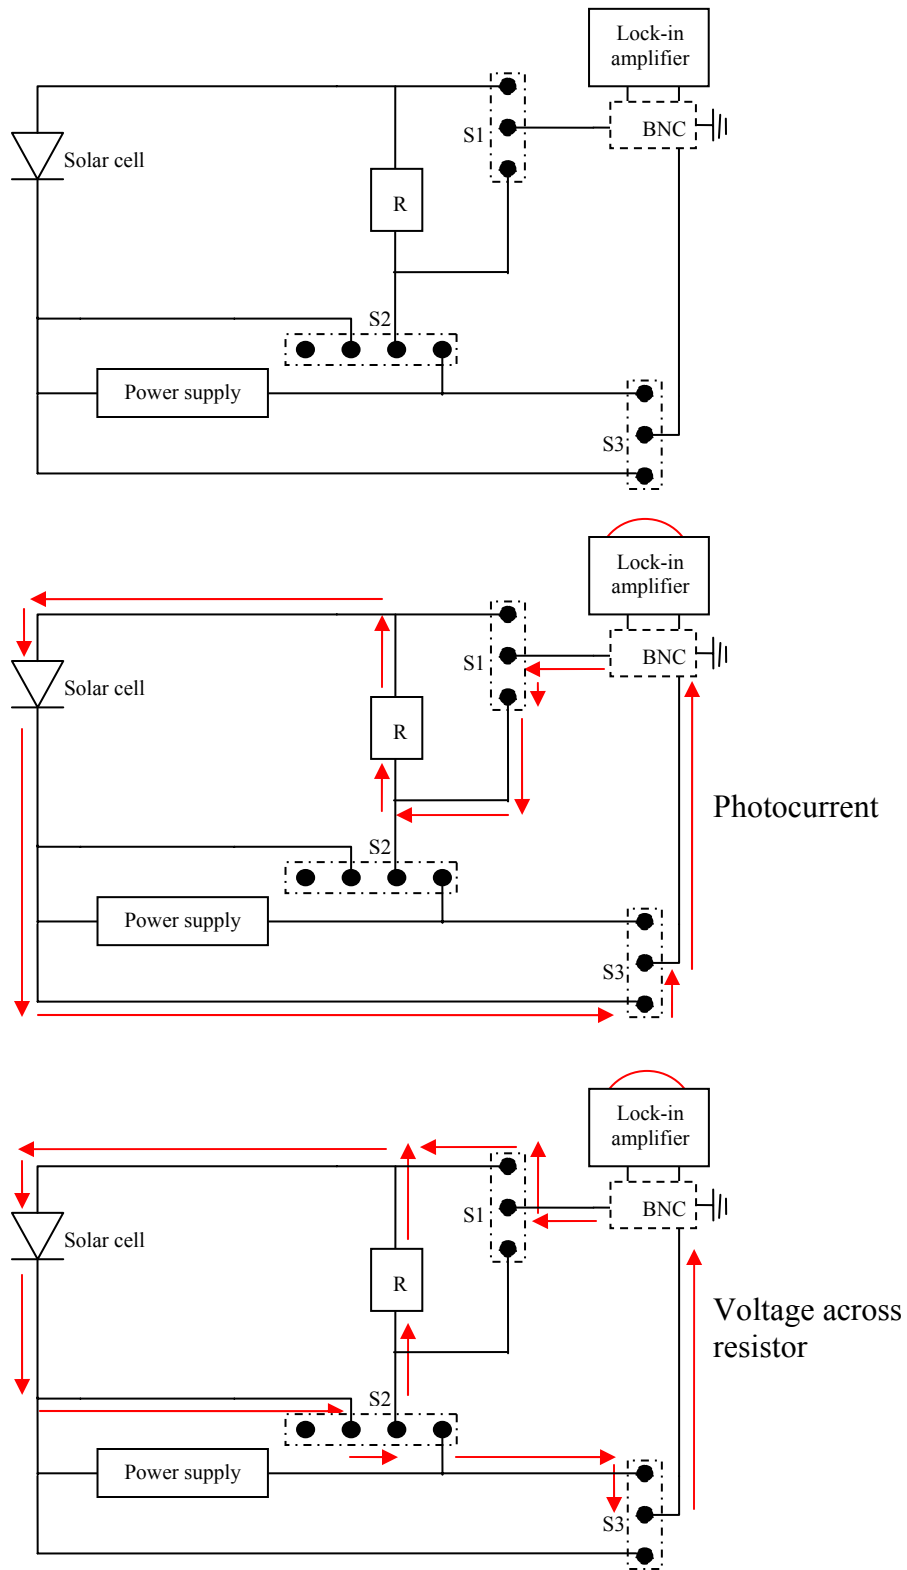 Lock-in
amplifier
S1
BNC
Solar cell
R
S2
Power supply
S3
Lock-in
amplifier
S1
BNC
Solar cell
R
Photocurrent
S2
Power supply
S3
Lock-in
amplifier
S1
BNC
Solar cell
R
Voltage across
resistor
S2
Power supply
S3